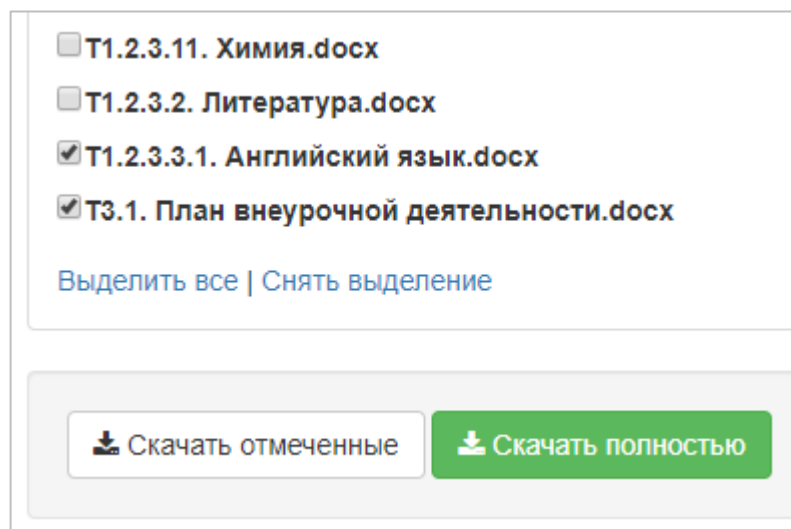 Т1.2.3.11. Химия.docx
Т1.2.3.2. Литература.docx
Т1.2.3.3.1. Английский язык.docx
Т3.1. План внеурочной деятельности.docx
Выделить все | Снять выделение
Скачать отмеченные Скачать полностью